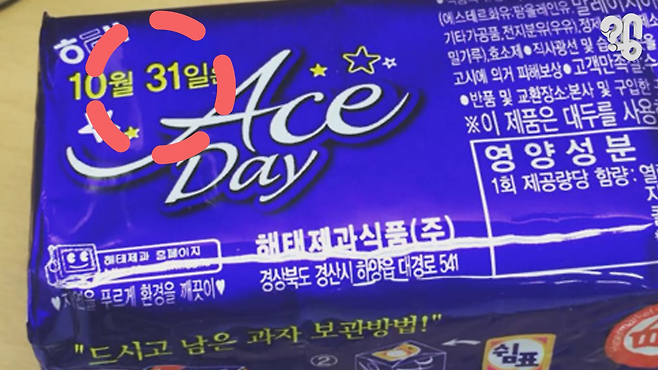 10월 31일은
Ace
Day
해태제과식품(주)
경상북도 경산시 하양읍 대경로 541
해태제과 홈페이지
♥자연을 푸르게 환경을 깨끗이♥
"드시고 남은 과자 보관방법!"
②
쉼표
(에스테르화유:팜올레인유,
기타가공품,전지분유(우유),정제
밀가루),효소제 ●직사광선 및 습
고시에 의거 피해보상 ●고객만족
●반품 및 교환장소:본사 및 구입한
※이 제품은 대두를 사용
영양성분
1회 제공량당 함량: 열